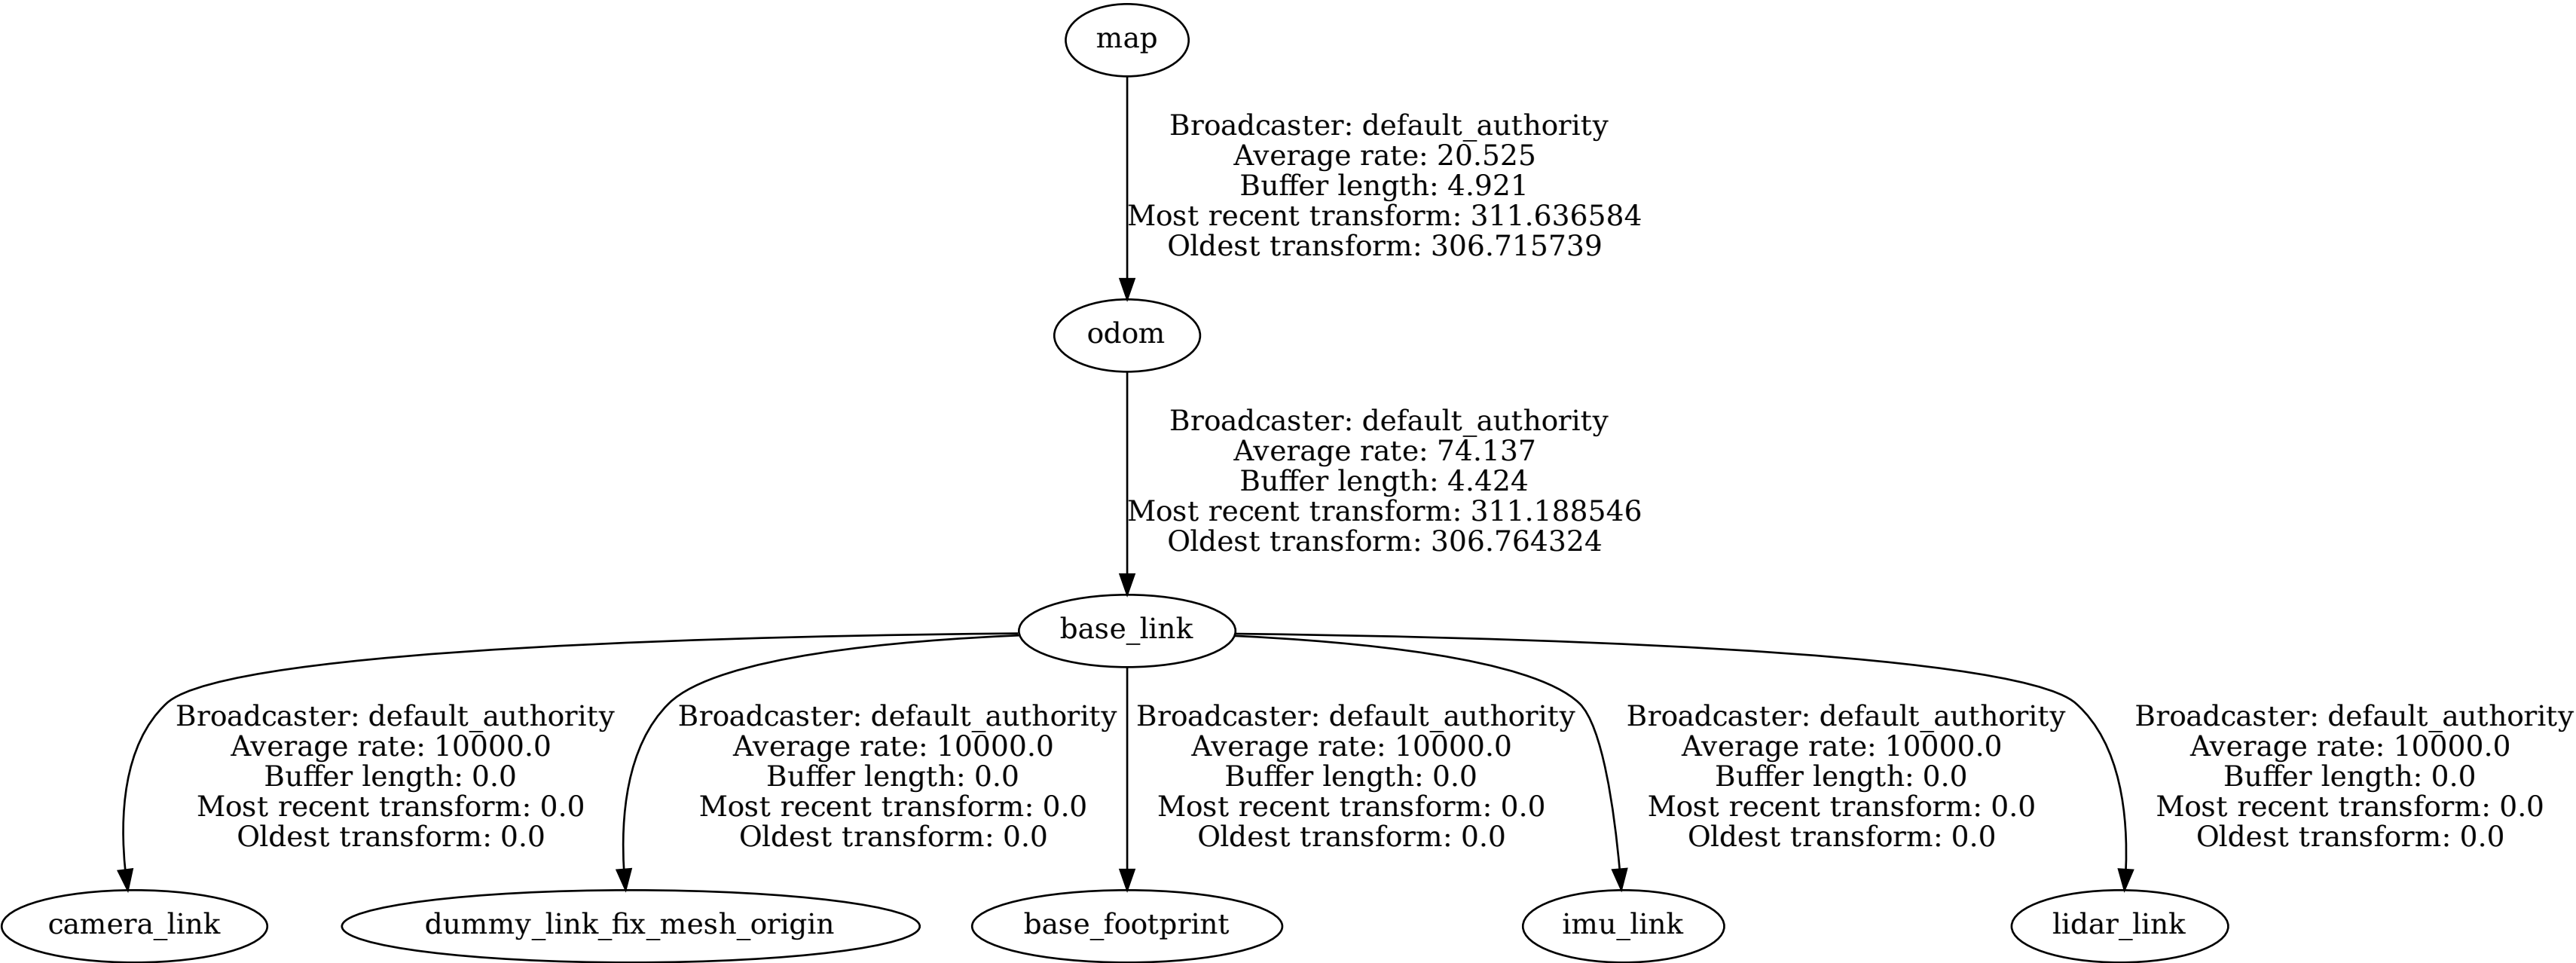 map
Broadcaster: default_authority
Average rate: 20.525
Buffer length: 4.921
Most recent transform: 311.636584
Oldest transform: 306.715739
odom
Broadcaster: default_authority
Average rate: 74.137
Buffer length: 4.424
Most recent transform: 311.188546
Oldest transform: 306.764324
base_link
Broadcaster: default_authority
Average rate: 10000.0
Buffer length: 0.0
Most recent transform: 0.0
Oldest transform: 0.0
Broadcaster: default_authority
Average rate: 10000.0
Buffer length: 0.0
Most recent transform: 0.0
Oldest transform: 0.0
Broadcaster: default_authority
Average rate: 10000.0
Buffer length: 0.0
Most recent transform: 0.0
Oldest transform: 0.0
Broadcaster: default_authority
Average rate: 10000.0
Buffer length: 0.0
Most recent transform: 0.0
Oldest transform: 0.0
Broadcaster: default_authority
Average rate: 10000.0
Buffer length: 0.0
Most recent transform: 0.0
Oldest transform: 0.0
camera_link
dummy_link_fix_mesh_origin
base_footprint
imu_link
lidar_link